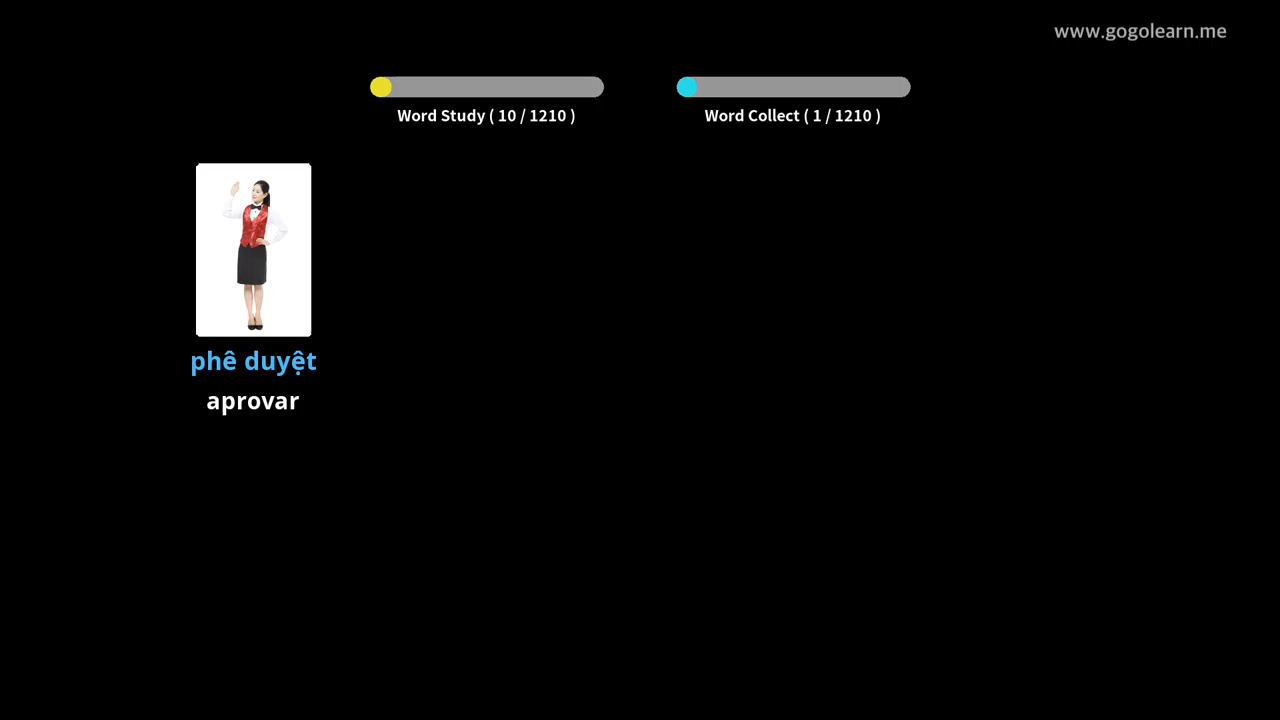 www.gogolearn.me
Word Study ( 10 / 1210 )
Word Collect ( 1 / 1210 )
phê duyệt
aprovar